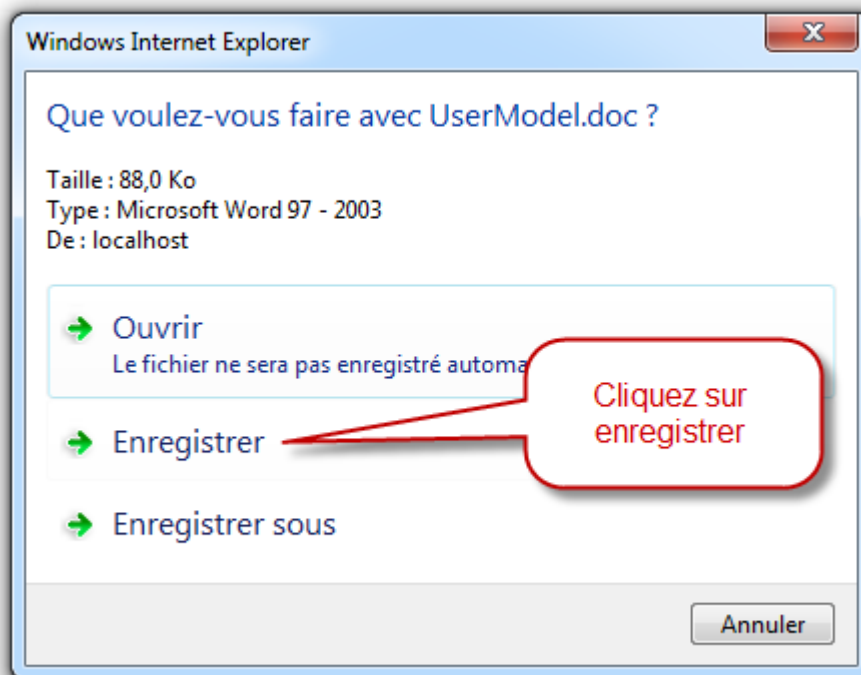 Windows Internet Explorer
Que voulez-vous faire avec UserModel.doc ?
Taille : 88,0 Ko
Type : Microsoft Word 97 - 2003
De : localhost
Ouvrir
Le fichier ne sera pas enregistré
Enregistrer
Cliquez sur
enregistrer
Enregistrer sous
Annuler